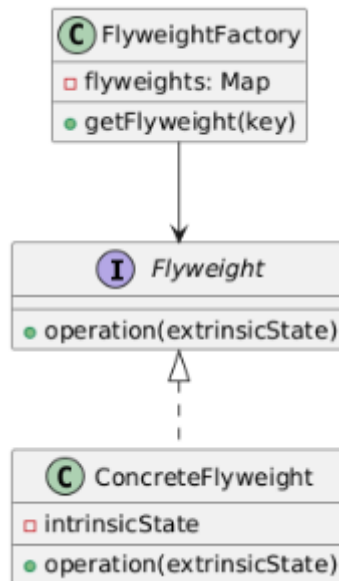 C FlyweightFactory
flyweights: Map
getFlyweight(key)
I Flyweight
operation(extrinsicState)
C ConcreteFlyweight
intrinsicState
operation(extrinsicState)